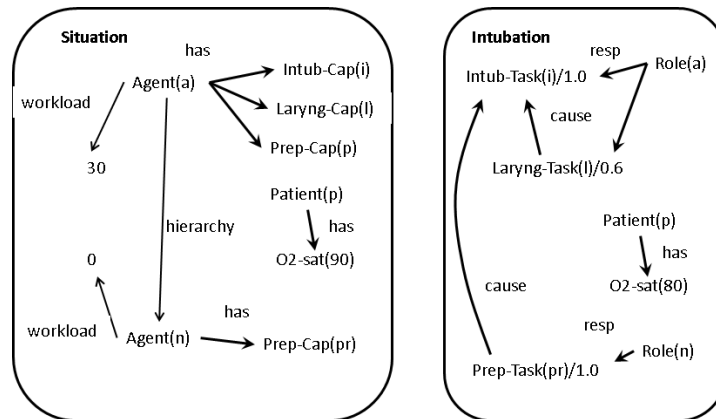 Situation
has
Agent(a)
Intub-Cap(i)
workload
Laryng-Cap(l)
Prep-Cap(p)
30
Patient(p)
hierarchy
has
0
O2-sat(90)
has
workload
Agent(n)
Prep-Cap(pr)
Intubation
resp
Role(a)
Intub-Task(i)/1.0
cause
Laryng-Task(l)/0.6
Patient(p)
has
cause
O2-sat(80)
resp
Role(n)
Prep-Task(pr)/1.0